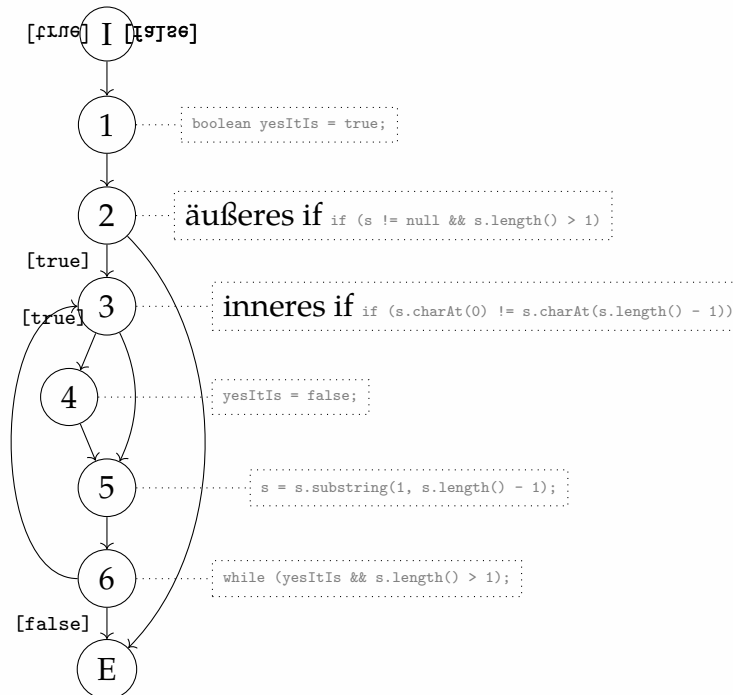 [true] I [false]
1 boolean yesItIs = true;
2 äußeres if if (s != null && s.length() > 1)
[true]
3 inneres if if (s.charAt(0) != s.charAt(s.length() - 1))
[true]
4 yesItIs = false;
5 s = s.substring(1, s.length() - 1);
6 while (yesItIs && s.length() > 1);
[false]
E